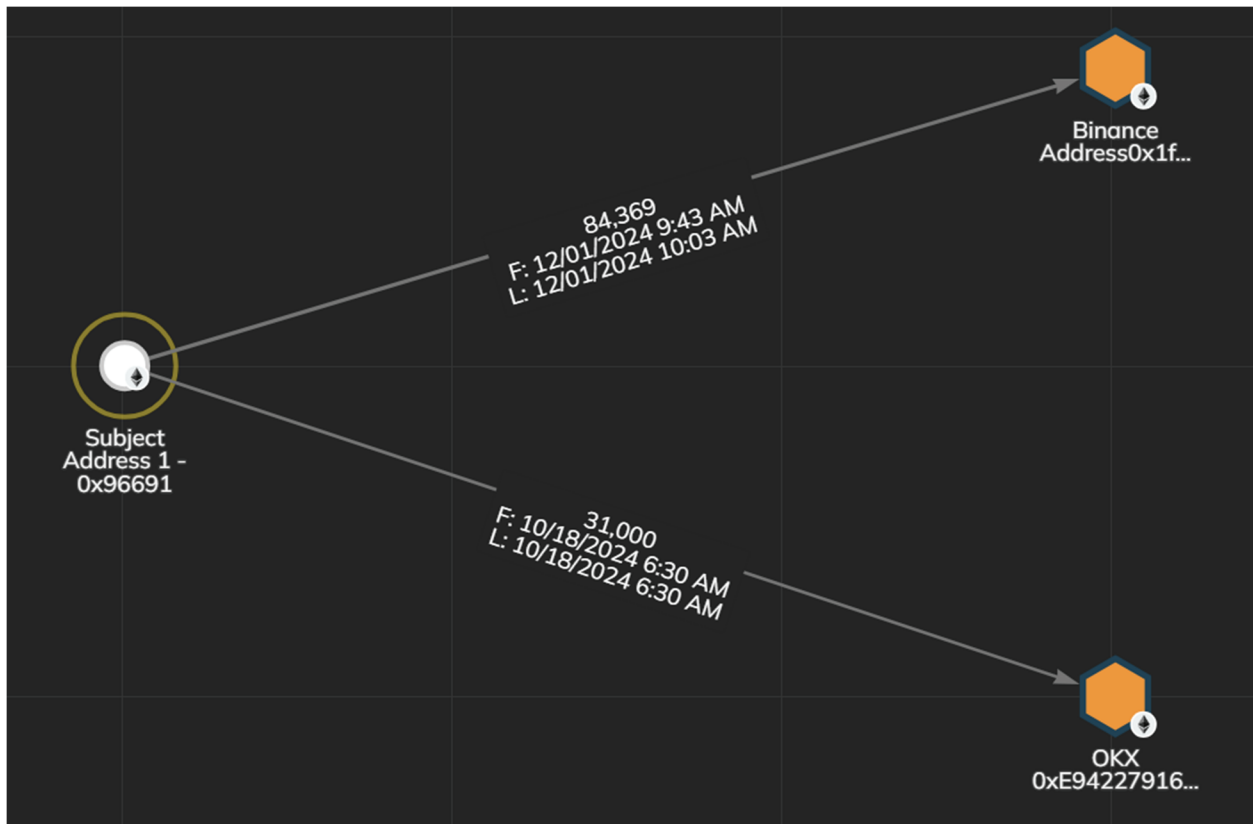 Binance
Address0x1f...
84,369
F: 12/01/2024 9:43 AM
L: 12/01/2024 10:03 AM
Subject
Address 1 -
0x96691
31,000
F: 10/18/2024 6:30 AM
L: 10/18/2024 6:30 AM
OKX
0xE94227916...